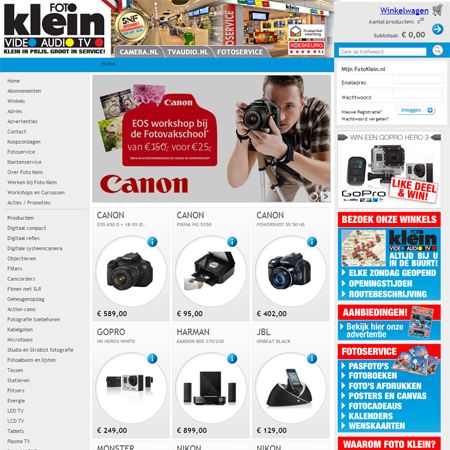 FOTO
klein
VIDEO AUDIO TV
KLEIN IN PRIJS. GROOT IN SERVICE!
CAMERA.NL | TVAUDIO.NL | FOTOSERVICE
FOTOSERVICE
Winkelwagen
Aantal producten: 0
Subtotaal: € 0,00
Home
Zoek op trefwoord
Home
Abonnementen
Winkels
Advies
Advertenties
Contact
Koopzondagen
Fotoservice
Klantenservice
Over Foto Klein
Werken bij Foto Klein
Workshops en Cursussen
Acties / Promoties
Producten
Digitaal compact
Digitaal reflex
Digitale systeemcamera
Objectieven
Filters
Camcorders
Filmen met SLR
Geheugenopslag
Action-cams
Fotografie toebehoren
Kabelgoten
Microfoons
Studio en Strobist fotografie
Fotoalbums en lijsten
Tassen
Statieven
Filters
Energie
LCD TV
LED TV
Tablets
Plasma TV
Canon
EOS workshop bij
de Fotovakschool*
van €150,- voor €25,-
Canon
CANON
EOS 650 D + 18-55 IS...
€ 589,00
CANON
PIXMA MG 5350
€ 95,00
CANON
POWERSHOT SX 50 HS
€ 402,00
GOPRO
HD HERO3 WHITE
€ 249,00
HARMAN
KARDON BDS 270/230
€ 899,00
JBL
ONBEAT BLACK
€ 129,00
MONSTER
NIKON
NIKON
Mijn FotoKlein.nl
Emailadres
Wachtwoord
Nieuwe Registratie?
Wachtwoord vergeten?
Inloggen
WIN EEN GOPRO HERO 3
GoPro
LIKE DEEL
& WIN!
BEZOEK ONZE WINKELS
FOTO
klein
ALTIJD BIJ U
IN DE BUURT!
ELKE ZONDAG GEOPEND
OPENINGSTIJDEN
ROUTEBESCHRIJVING
AANBIEDINGEN!
Bekijk hier onze
advertentie
FOTOSERVICE
PASFOTO'S
FOTOBOEKEN
FOTO'S AFDRUKKEN
POSTERS EN CANVAS
FOTOCADEAUS
KALENDERS
WENSKAARTEN
WAAROM FOTO KLEIN?